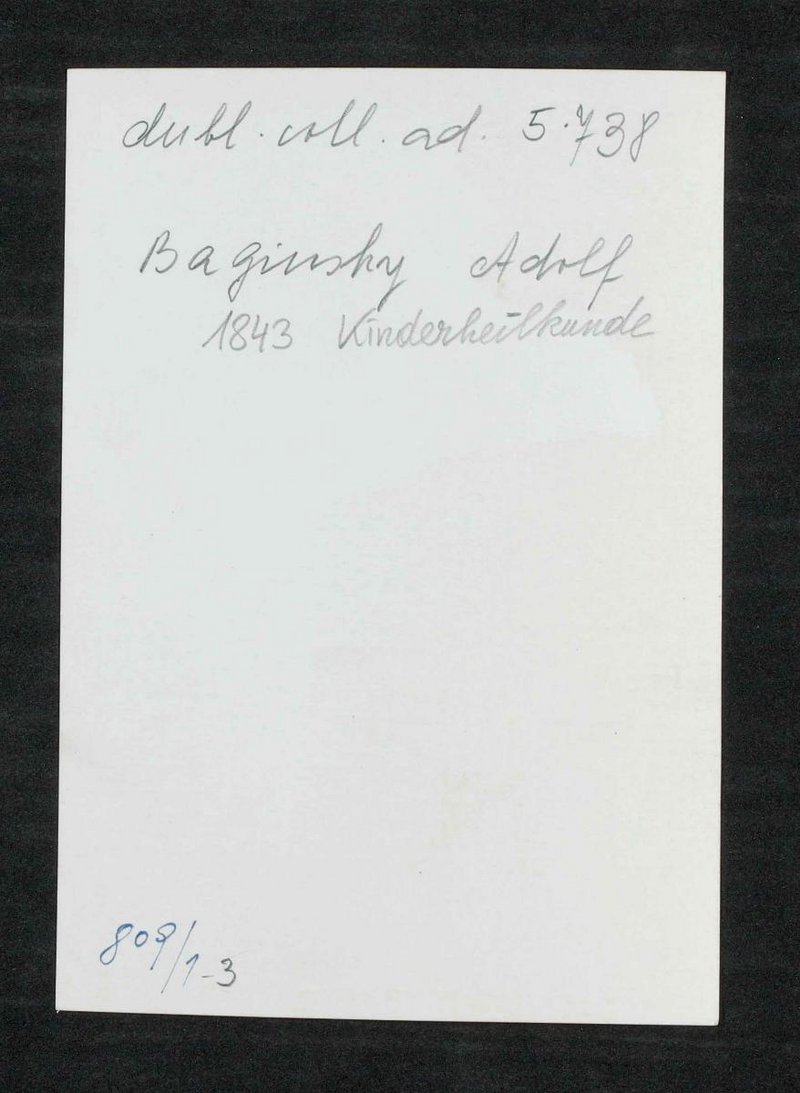 dubl. coll. ad. 5.738
Baginsky Adolf
1843 Kinderheilkunde
809/1-3